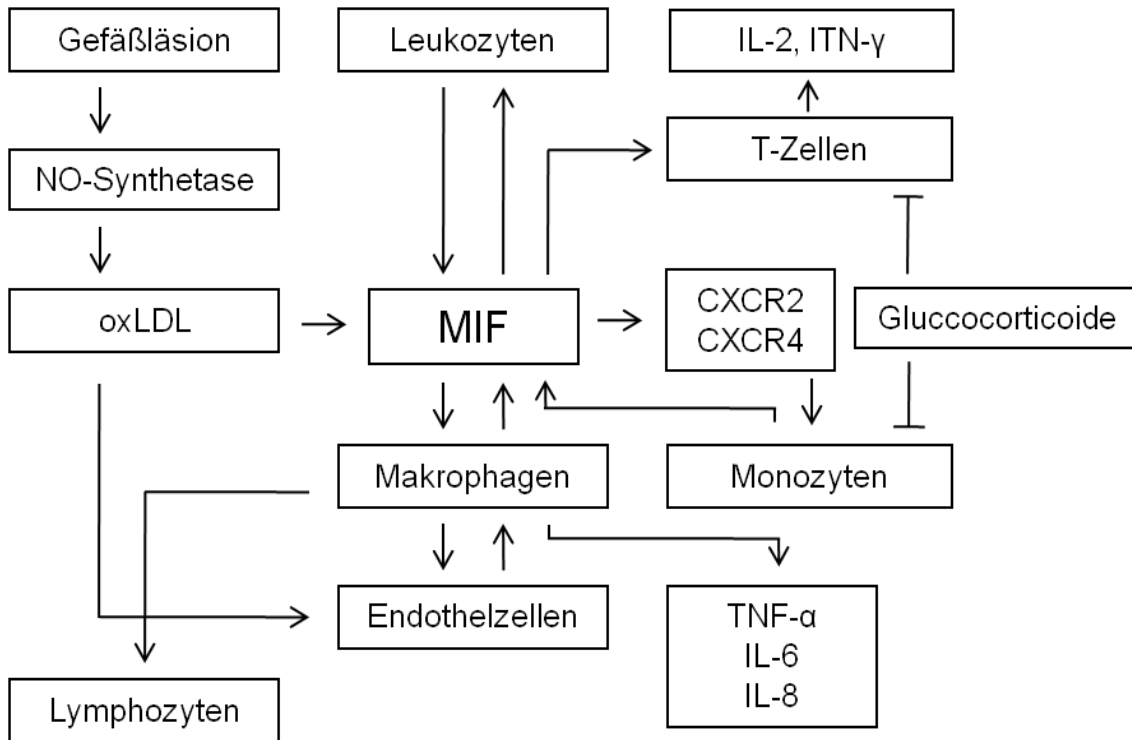 Gefäßläsion
Leukozyten
IL-2, ITN-γ
T-Zellen
NO-Synthetase
oxLDL
MIF
CXCR2
CXCR4
Gluccocorticoide
Makrophagen
Monozyten
Endothelzellen
TNF-α
IL-6
IL-8
Lymphozyten